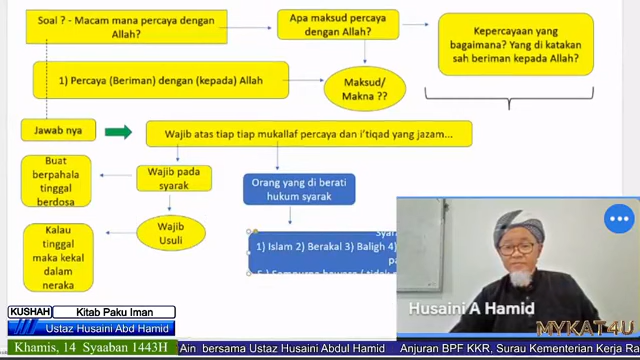 Soal ? - Macam mana percaya dengan
Allah?
Apa maksud percaya
dengan Allah?
Kepercayaan yang
bagaimana? Yang di katakan
sah beriman kepada Allah?
1) Percaya (Beriman) dengan (kepada) Allah
Maksud/
Makna ??
Jawab nya
Wajib atas tiap tiap mukallaf percaya dan i'tiqad yang jazam...
Buat
berpahala
tinggal
berdosa
Wajib pada
syarak
Orang yang di berati
hukum syarak
Kalau
tinggal
maka kekal
dalam
neraka
Wajib
Usuli
1) Islam 2) Berakal 3) Baligh 4)
Husaini A Hamid
MYKAT4U
KUSHAH
Kitab Paku Iman
Ustaz Husaini Abd Hamid
Khamis, 14 Syaaban 1443H
Ain bersama Ustaz Husaini Abdul Hamid
Anjuran BPF KKR, Surau Kementerian Kerja Ra